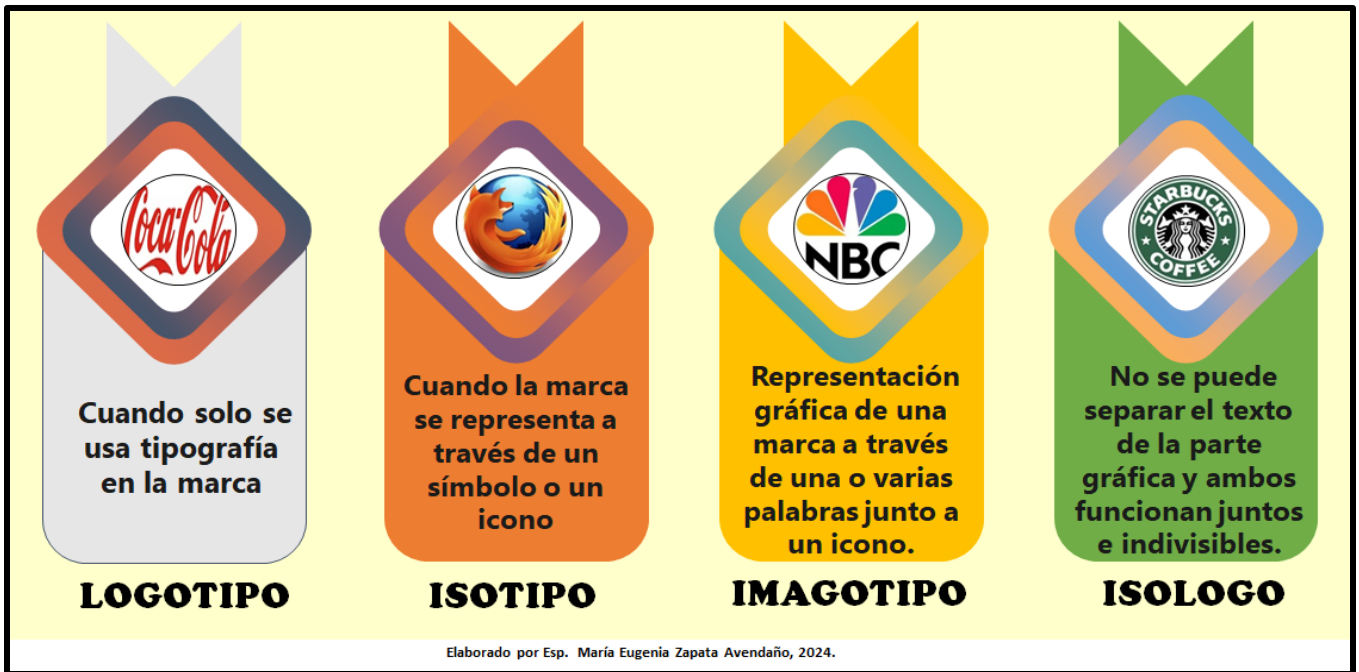 Coca-Cola
NBC
STARBUCKS
COFFEE
Cuando solo se
usa tipografía
en la marca
Cuando la marca
se representa a
través de un
símbolo o un
icono
Representación
gráfica de una
marca a través
de una o varias
palabras junto a
un icono.
No se puede
separar el texto
de la parte
gráfica y ambos
funcionan juntos
e indivisibles.
LOGOTIPO
ISOTIPO
IMAGOTIPO
ISOLOGO
Elaborado por Esp. María Eugenia Zapata Avendaño, 2024.